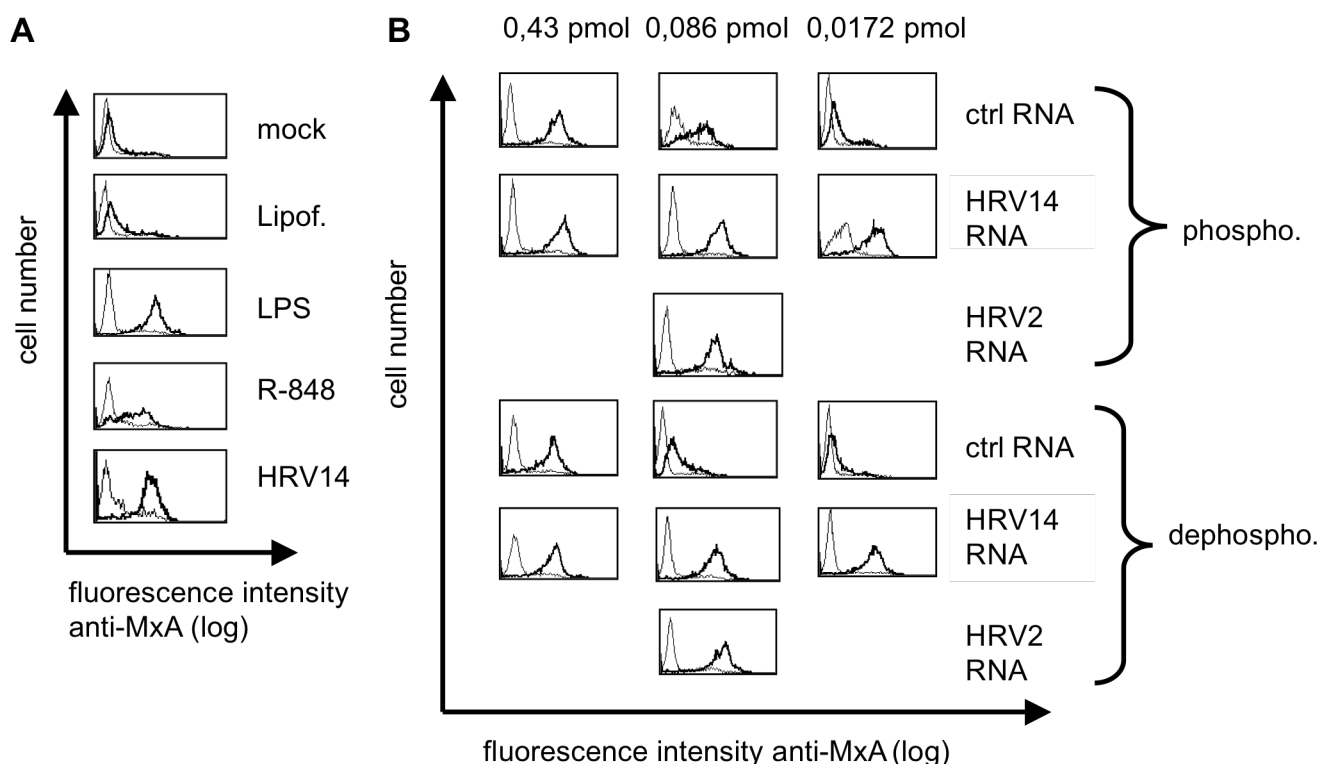 A
cell number
mock
Lipof.
LPS
R-848
HRV14
fluorescence intensity
anti-MxA (log)
B
0,43 pmol 0,086 pmol 0,0172 pmol
cell number
ctrl RNA
HRV14
RNA
HRV2
RNA
phospho.
ctrl RNA
HRV14
RNA
HRV2
RNA
dephospho.
fluorescence intensity anti-MxA (log)